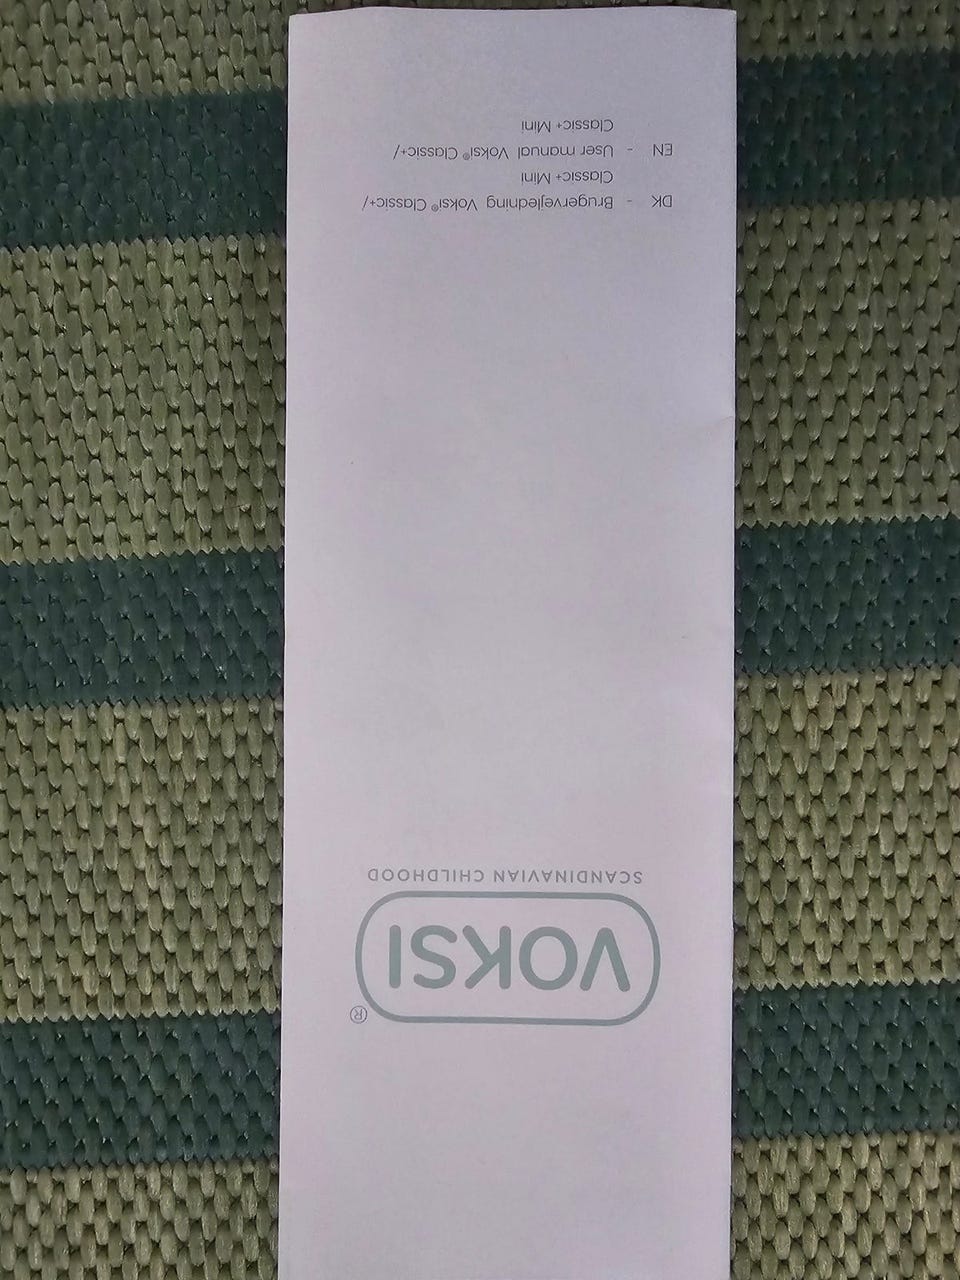 VOKSI®
SCANDINAVIAN CHILDHOOD
DK - Brugervejledning Voksi® Classic+/
Classic+ Mini
EN - User manual Voksi® Classic+/
Classic+ Mini